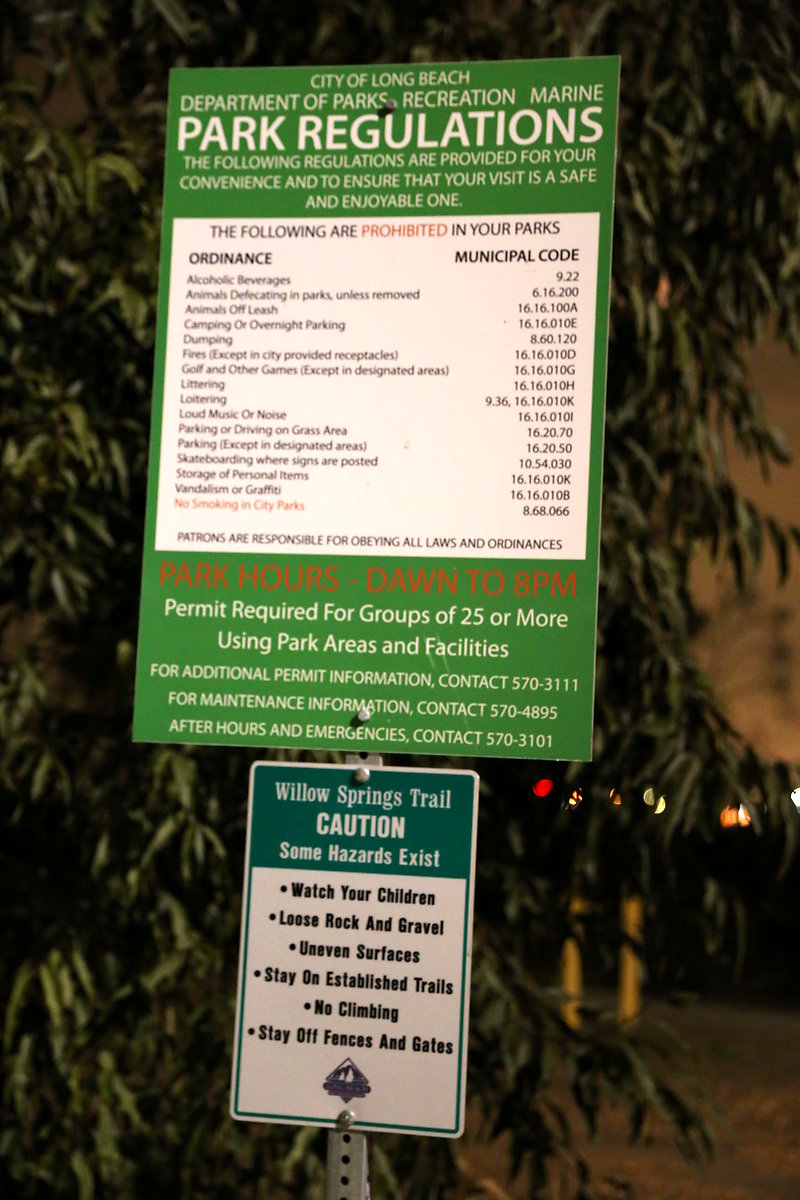 CITY OF LONG BEACH
DEPARTMENT OF PARKS, RECREATION MARINE
PARK REGULATIONS
THE FOLLOWING REGULATIONS ARE PROVIDED FOR YOUR
CONVENIENCE AND TO ENSURE THAT YOUR VISIT IS A SAFE
AND ENJOYABLE ONE.
THE FOLLOWING ARE PROHIBITED IN YOUR PARKS
ORDINANCE MUNICIPAL CODE
Alcoholic Beverages 9.22
Animals Defecating in parks, unless removed 6.16.200
Animals Off Leash 16.16.100A
Camping Or Overnight Parking 16.16.010E
Dumping 8.60.120
Fires (Except in city provided receptacles) 16.16.010D
Golf and Other Games (Except in designated areas) 16.16.010G
Littering 16.16.010H
Loitering 9.36, 16.16.010K
Loud Music Or Noise 16.16.010I
Parking or Driving on Grass Area 16.20.70
Parking (Except in designated areas) 16.20.50
Skateboarding where signs are posted 10.54.030
Storage of Personal Items 16.16.010K
Vandalism or Graffiti 16.16.010B
No Smoking in City Parks 8.68.066
PATRONS ARE RESPONSIBLE FOR OBEYING ALL LAWS AND ORDINANCES
PARK HOURS - DAWN TO 8PM
Permit Required For Groups of 25 or More
Using Park Areas and Facilities
FOR ADDITIONAL PERMIT INFORMATION, CONTACT 570-3111
FOR MAINTENANCE INFORMATION, CONTACT 570-4895
AFTER HOURS AND EMERGENCIES, CONTACT 570-3101
Willow Springs Trail
CAUTION
Some Hazards Exist
• Watch Your Children
• Loose Rock And Gravel
• Uneven Surfaces
• Stay On Established Trails
• No Climbing
• Stay Off Fences And Gates